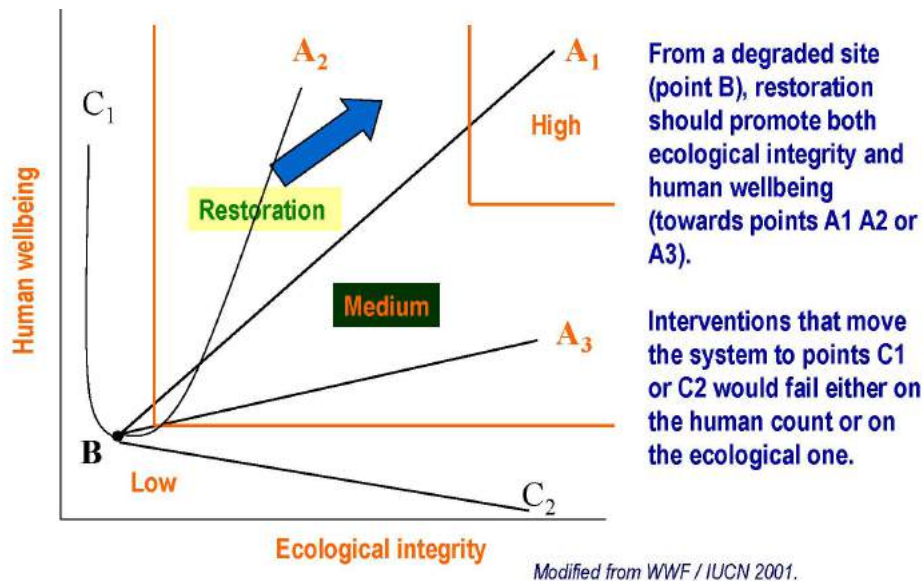 A₂
A₁
C₁
High
Restoration
Medium
A₃
B
Low
C₂
Human wellbeing
Ecological integrity
From a degraded site
(point B), restoration
should promote both
ecological integrity and
human wellbeing
(towards points A1 A2 or
A3).
Interventions that move
the system to points C1
or C2 would fail either on
the human count or on
the ecological one.
Modified from WWF / IUCN 2001.